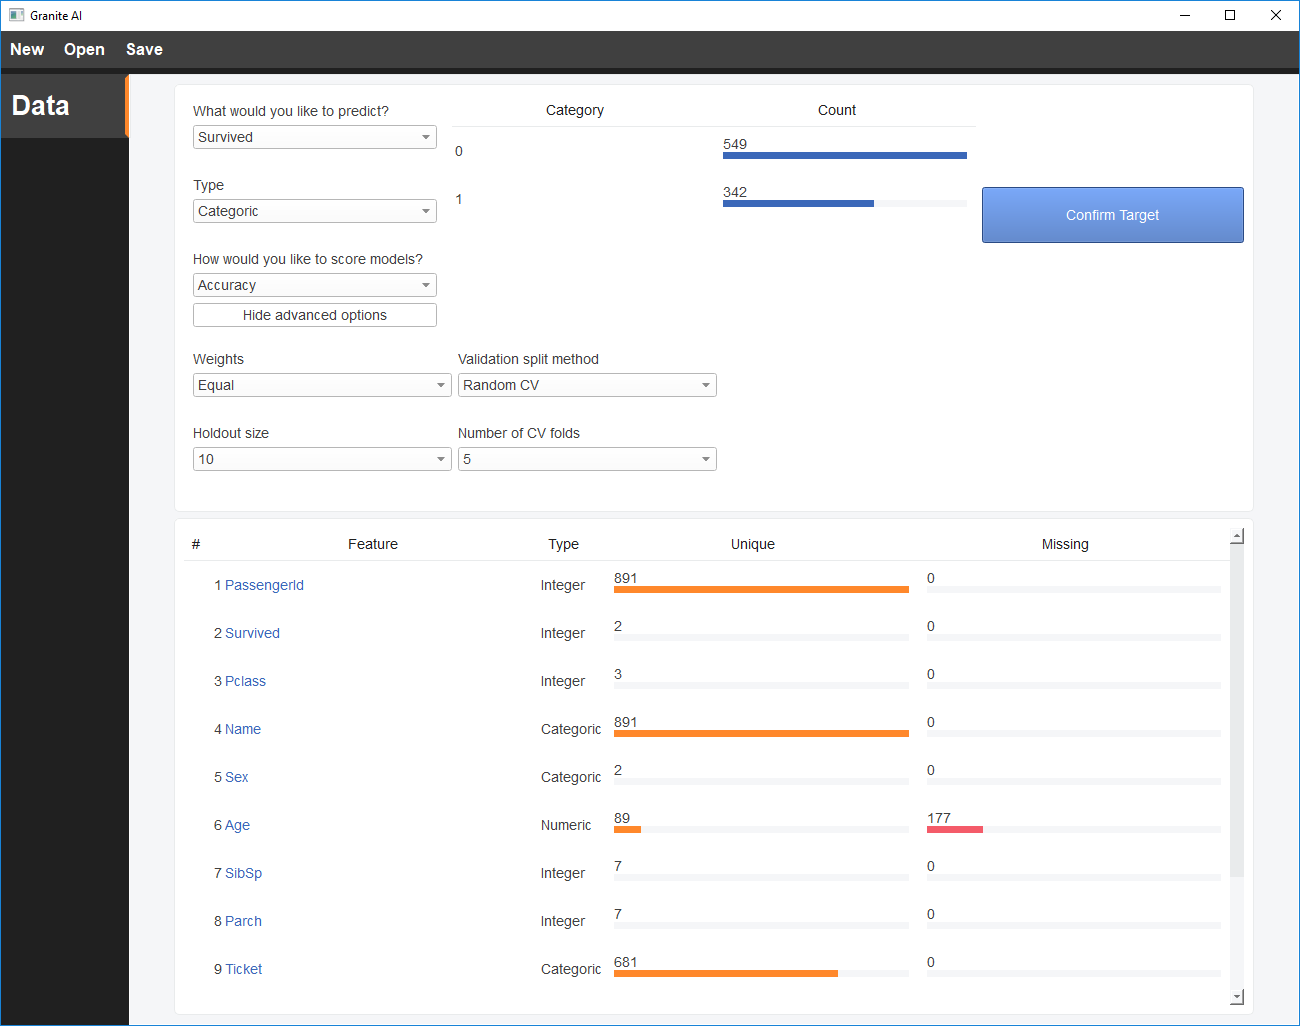 Granite AI
New Open Save
Data
What would you like to predict?
Survived
Type
Categoric
How would you like to score models?
Accuracy
Hide advanced options
Category Count
0 549
1 342
Confirm Target
Weights Validation split method
Equal Random CV
Holdout size Number of CV folds
10 5
# Feature Type Unique Missing
1 PassengerId Integer 891 0
2 Survived Integer 2 0
3 Pclass Integer 3 0
4 Name Categoric 891 0
5 Sex Categoric 2 0
6 Age Numeric 89 177
7 SibSp Integer 7 0
8 Parch Integer 7 0
9 Ticket Categoric 681 0